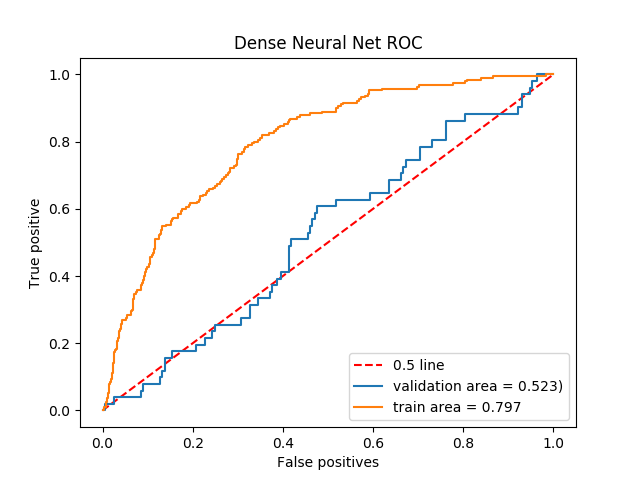 Dense Neural Net ROC
1.0
0.8
0.6
0.4
0.2
0.0
True positive
0.5 line
validation area = 0.523)
train area = 0.797
0.0 0.2 0.4 0.6 0.8 1.0
False positives